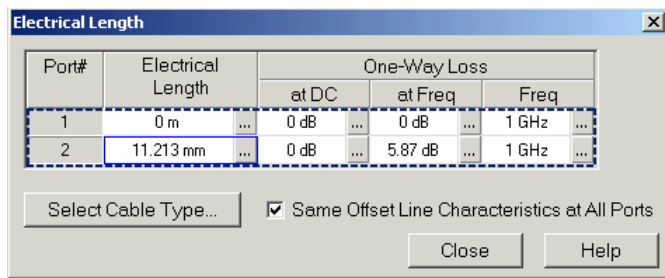 Electrical Length
Port# Electrical Length One-Way Loss
at DC at Freq Freq
1 0 m ... 0 dB ... 0 dB ... 1 GHz ...
2 11.213 mm ... 0 dB ... 5.87 dB ... 1 GHz ...
Select Cable Type... Same Offset Line Characteristics at All Ports
Close Help